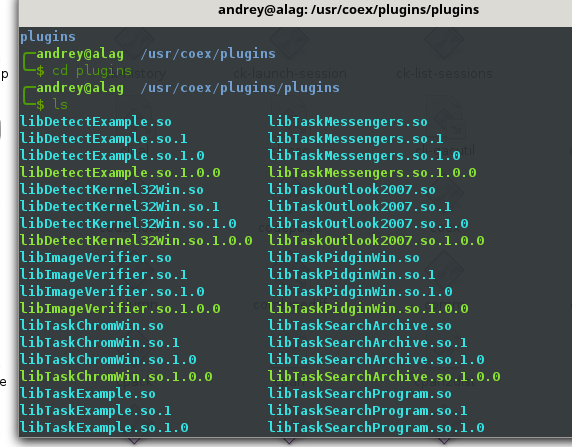 andrey@alag: /usr/coex/plugins/plugins
plugins
andrey@alag /usr/coex/plugins
$ cd plugins
andrey@alag /usr/coex/plugins/plugins
$ ls
libDetectExample.so libTaskMessengers.so
libDetectExample.so.1 libTaskMessengers.so.1
libDetectExample.so.1.0 libTaskMessengers.so.1.0
libDetectExample.so.1.0.0 libTaskMessengers.so.1.0.0
libDetectKernel32Win.so libTaskOutlook2007.so
libDetectKernel32Win.so.1 libTaskOutlook2007.so.1
libDetectKernel32Win.so.1.0 libTaskOutlook2007.so.1.0
libDetectKernel32Win.so.1.0.0 libTaskOutlook2007.so.1.0.0
libImageVerifier.so libTaskPidginWin.so
libImageVerifier.so.1 libTaskPidginWin.so.1
libImageVerifier.so.1.0 libTaskPidginWin.so.1.0
libImageVerifier.so.1.0.0 libTaskPidginWin.so.1.0.0
libTaskChromWin.so libTaskSearchArchive.so
libTaskChromWin.so.1 libTaskSearchArchive.so.1
libTaskChromWin.so.1.0 libTaskSearchArchive.so.1.0
libTaskChromWin.so.1.0.0 libTaskSearchArchive.so.1.0.0
libTaskExample.so libTaskSearchProgram.so
libTaskExample.so.1 libTaskSearchProgram.so.1
libTaskExample.so.1.0 libTaskSearchProgram.so.1.0
ck-launch-session
ck-list-sessions